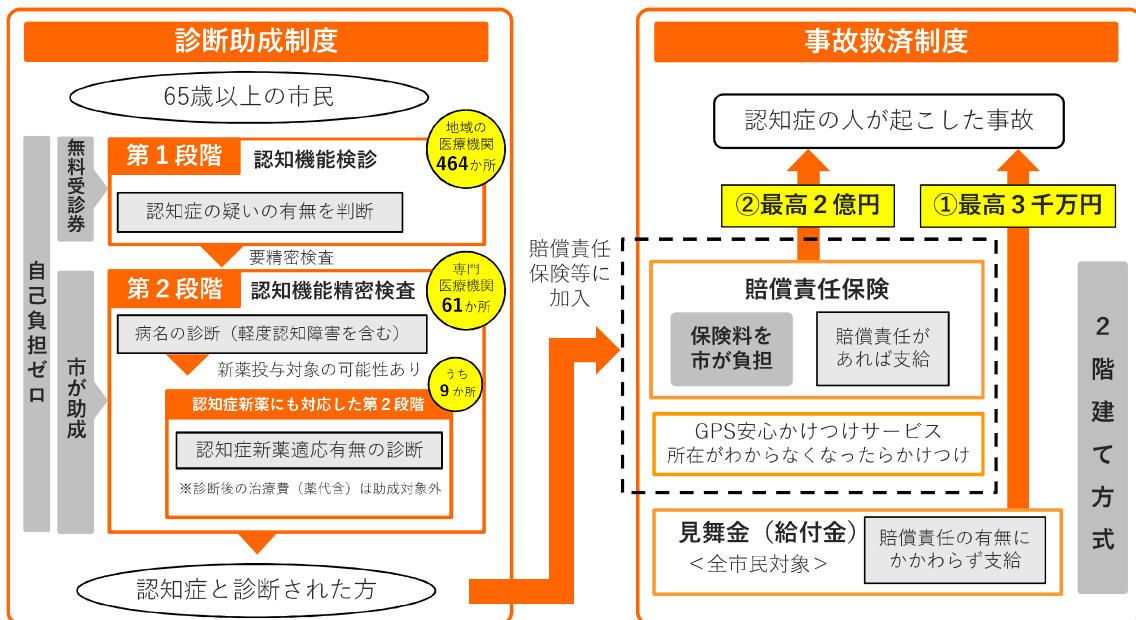 診断助成制度
65歳以上の市民
自己負担ゼロ
無料受診券
第１段階
認知機能検診
地域の
医療機関
464か所
認知症の疑いの有無を判断
要精密検査
市が助成
第２段階
認知機能精密検査
専門
医療機関
61か所
病名の診断（軽度認知障害を含む）
新薬投与対象の可能性あり
うち
9か所
認知症新薬にも対応した第２段階
認知症新薬適応有無の診断
※診断後の治療費（薬代含）は助成対象外
認知症と診断された方
賠償責任
保険等に
加入
事故救済制度
認知症の人が起こした事故
②最高２億円
①最高３千万円
賠償責任保険
保険料を
市が負担
賠償責任が
あれば支給
GPS安心かけつけサービス
所在がわからなくなったらかけつけ
見舞金（給付金）
＜全市民対象＞
賠償責任の有無に
かかわらず支給
２階建て方式